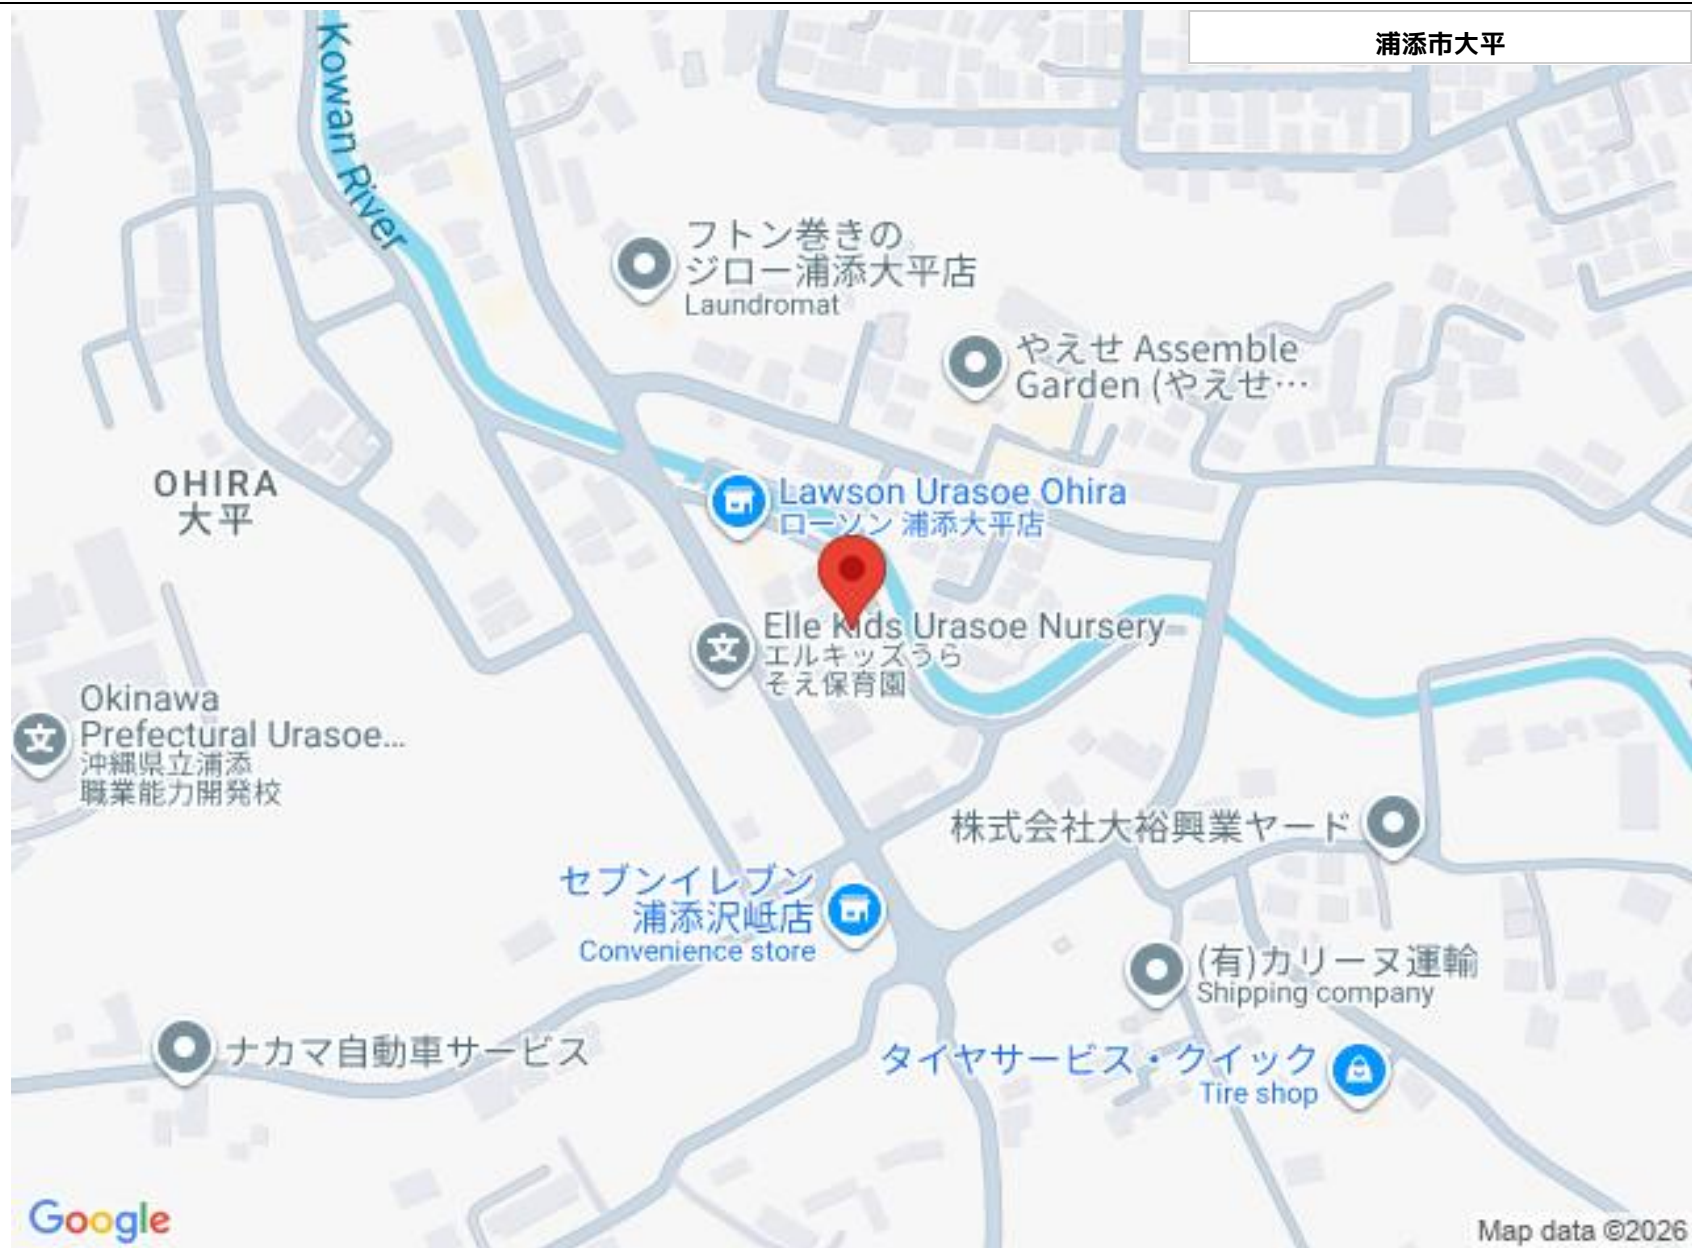 浦添市大平
Kowan River
フトン巻きの
ジロー浦添大平店
Laundromat
やえせ Assemble
Garden (やえせ…
OHIRA
大平
Lawson Urasoe Ohira
ローソン 浦添大平店
Elle Kids Urasoe Nursery
エルキッズうら
そえ保育園
Okinawa
Prefectural Urasoe...
沖縄県立浦添
職業能力開発校
株式会社大裕興業ヤード
セブンイレブン
浦添沢岻店
Convenience store
(有)カリーヌ運輸
Shipping company
ナカマ自動車サービス
タイヤサービス・クイック
Tire shop
Google
Map data ©2026